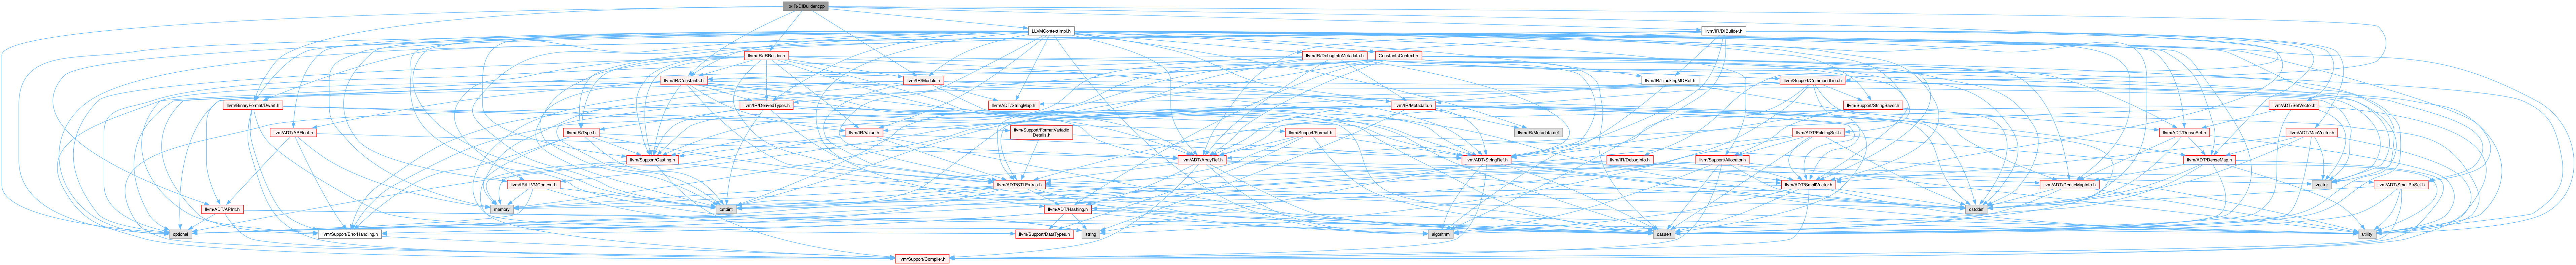 lib/IR/DIBuilder.cpp
LLVMContextImpl.h
llvm/IR/DIBuilder.h
llvm/IR/IRBuilder.h
llvm/IR/DebugInfoMetadata.h
ConstantsContext.h
llvm/IR/Constants.h
llvm/IR/Module.h
llvm/IR/TrackingMDRef.h
llvm/Support/CommandLine.h
llvm/BinaryFormat/Dwarf.h
llvm/IR/DerivedTypes.h
llvm/ADT/StringMap.h
llvm/IR/Metadata.h
llvm/Support/StringSaver.h
llvm/ADT/SetVector.h
llvm/ADT/APFloat.h
llvm/IR/Type.h
llvm/IR/Value.h
llvm/Support/FormatVariadic
Details.h
llvm/Support/Format.h
llvm/IR/Metadata.def
llvm/ADT/FoldingSet.h
llvm/ADT/DenseSet.h
llvm/ADT/MapVector.h
llvm/Support/Casting.h
llvm/ADT/ArrayRef.h
llvm/ADT/StringRef.h
llvm/IR/DebugInfo.h
llvm/Support/Allocator.h
llvm/ADT/DenseMap.h
llvm/IR/LLVMContext.h
llvm/ADT/STLExtras.h
llvm/ADT/SmallVector.h
llvm/ADT/DenseMapInfo.h
vector
llvm/ADT/SmallPtrSet.h
llvm/ADT/APInt.h
memory
cstdint
llvm/ADT/Hashing.h
cstddef
optional
llvm/Support/ErrorHandling.h
llvm/Support/DataTypes.h
string
algorithm
cassert
utility
llvm/Support/Compiler.h